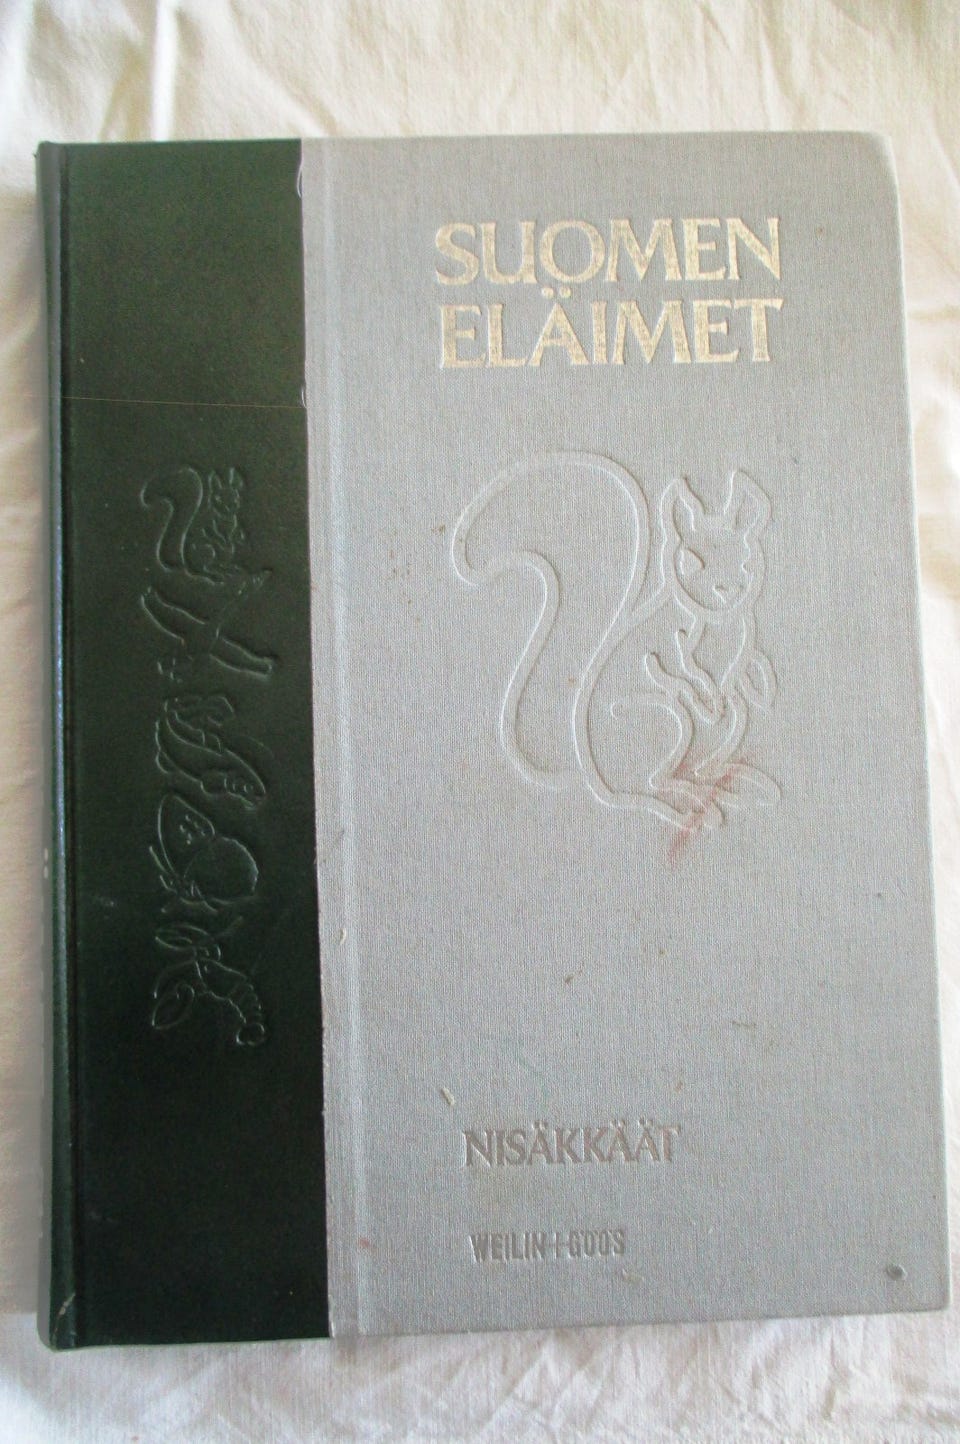 SUOMEN
ELÄIMET
NISÄKKÄÄT
WEILIN+GÖÖS